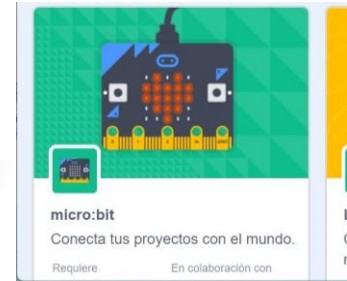 micro:bit
Conecta tus proyectos con el mundo.
Requiere
En colaboración con